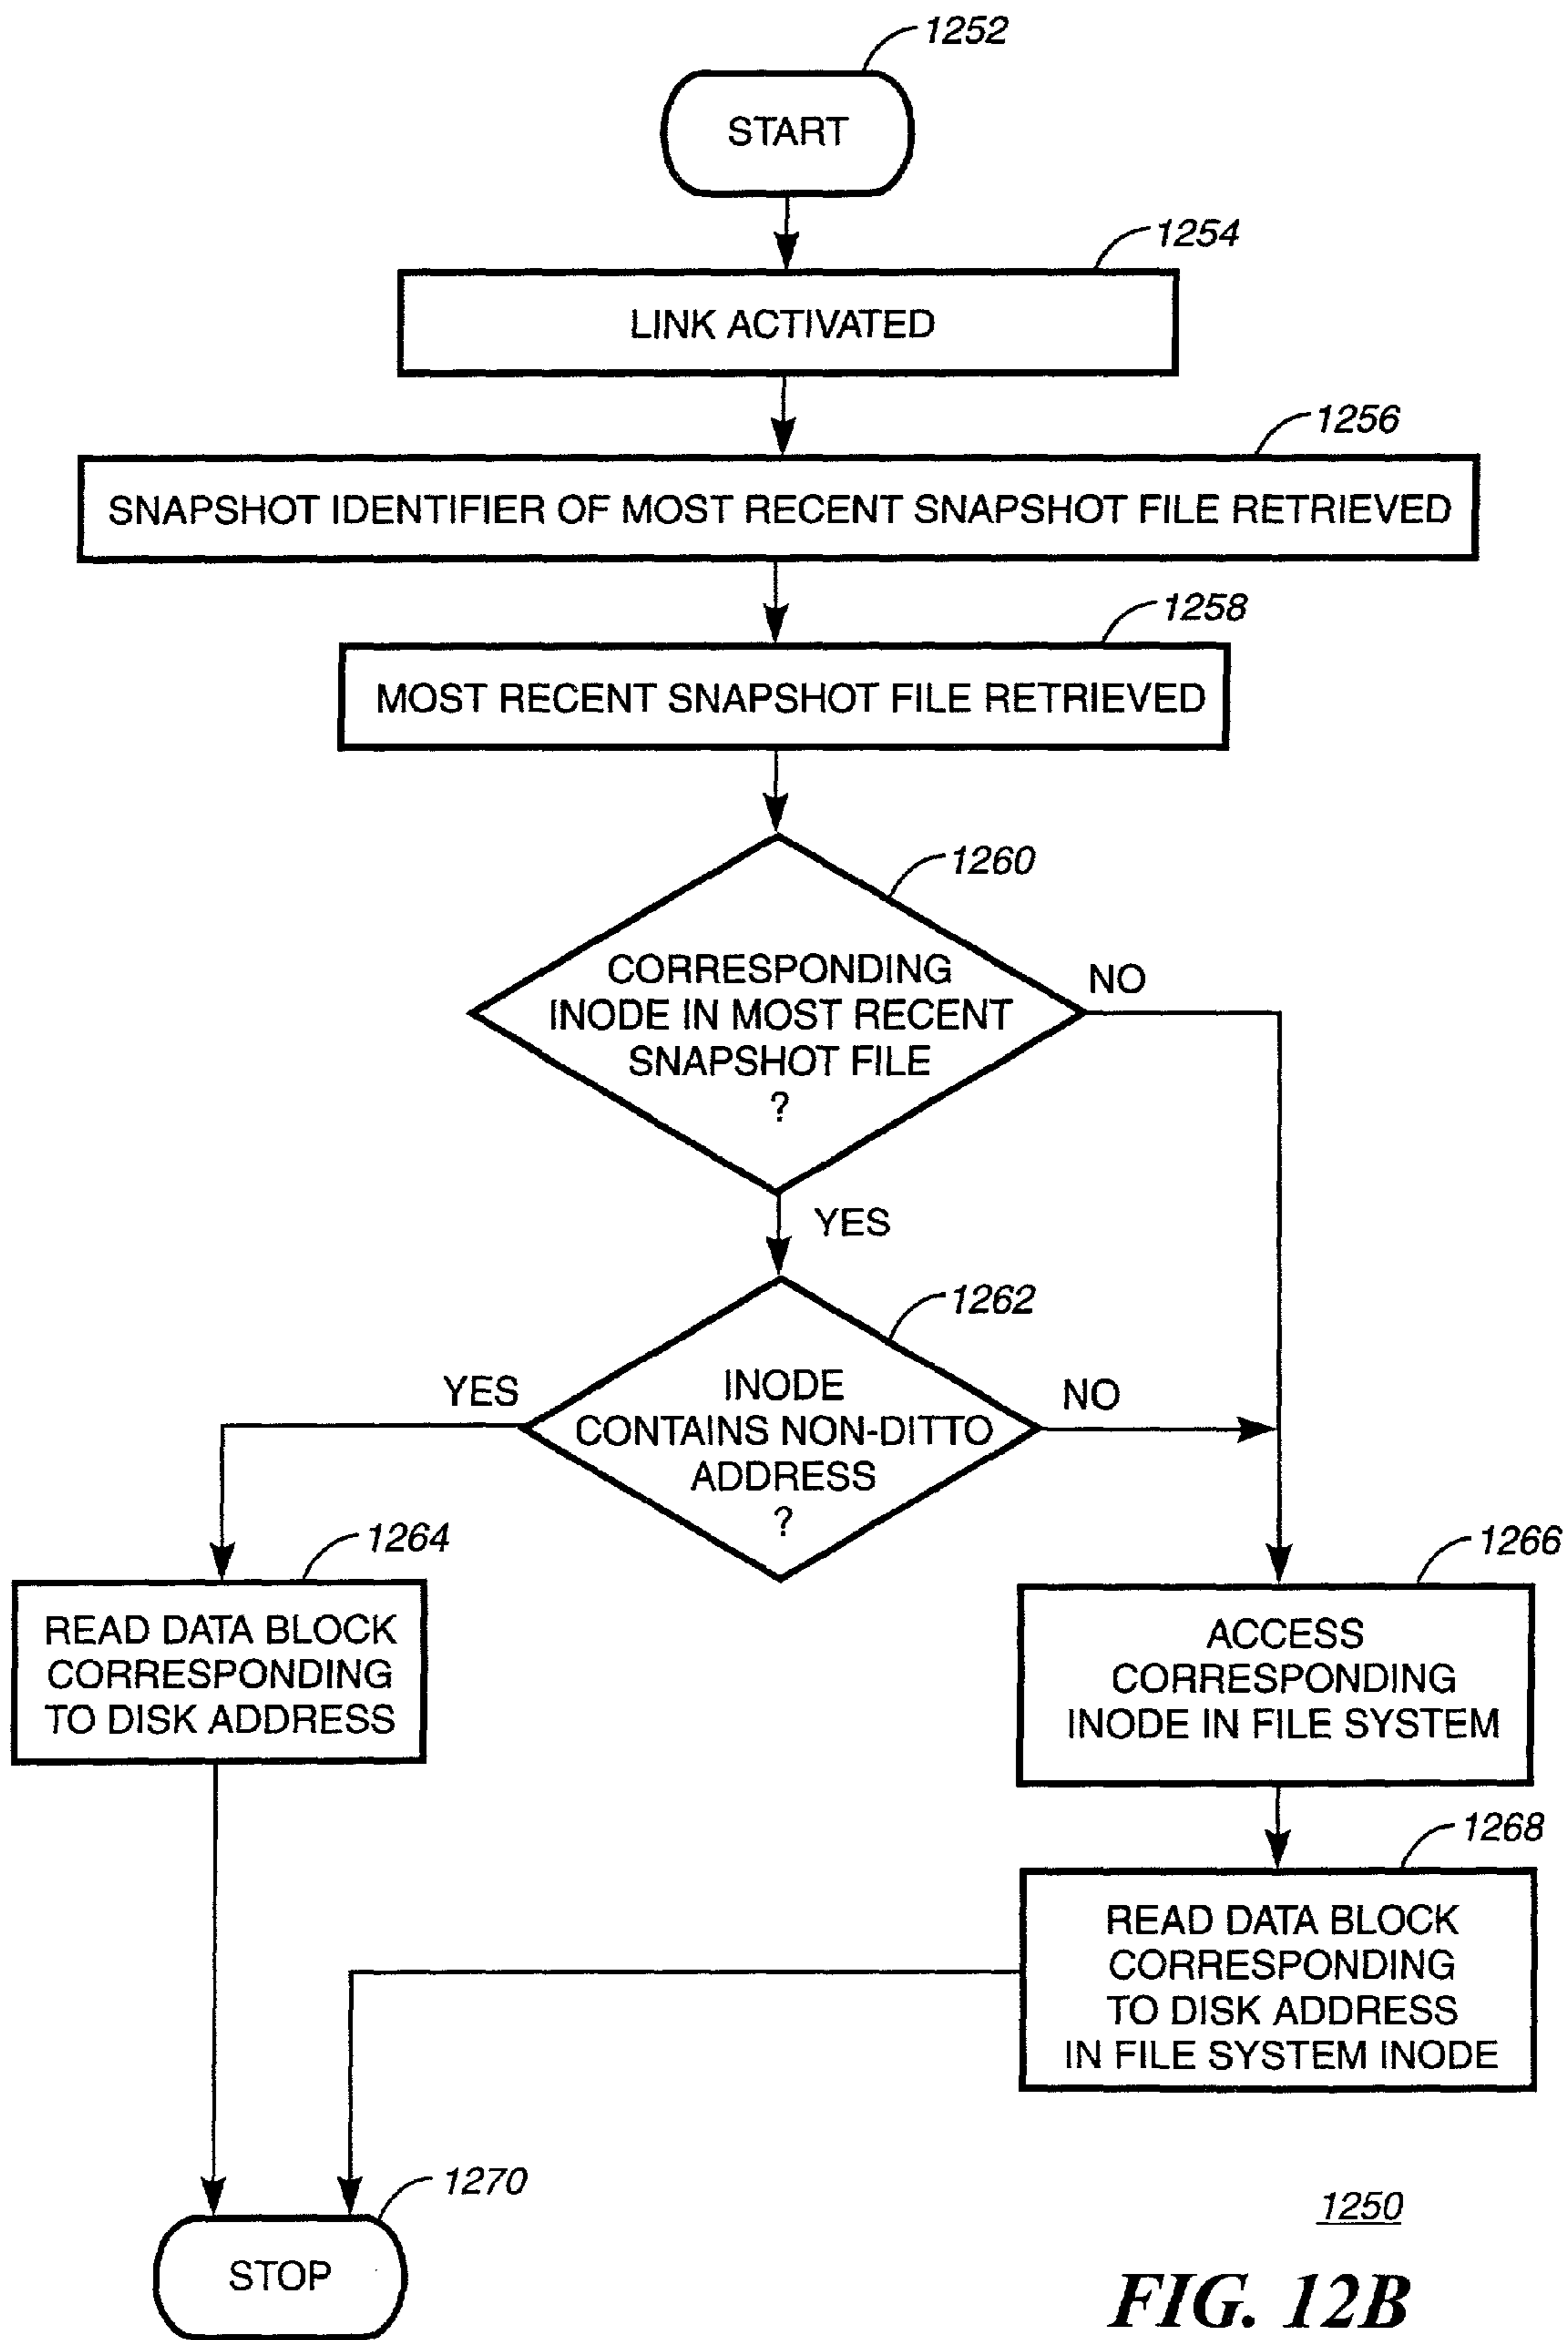 1252
START
1254
LINK ACTIVATED
1256
SNAPSHOT IDENTIFIER OF MOST RECENT SNAPSHOT FILE RETRIEVED
1258
MOST RECENT SNAPSHOT FILE RETRIEVED
1260
CORRESPONDING
INODE IN MOST RECENT
SNAPSHOT FILE
?
NO
YES
1262
INODE
CONTAINS NON-DITTO
ADDRESS
?
YES
NO
1264
READ DATA BLOCK
CORRESPONDING
TO DISK ADDRESS
1266
ACCESS
CORRESPONDING
INODE IN FILE SYSTEM
1268
READ DATA BLOCK
CORRESPONDING
TO DISK ADDRESS
IN FILE SYSTEM INODE
1270
STOP
1250
FIG. 12B